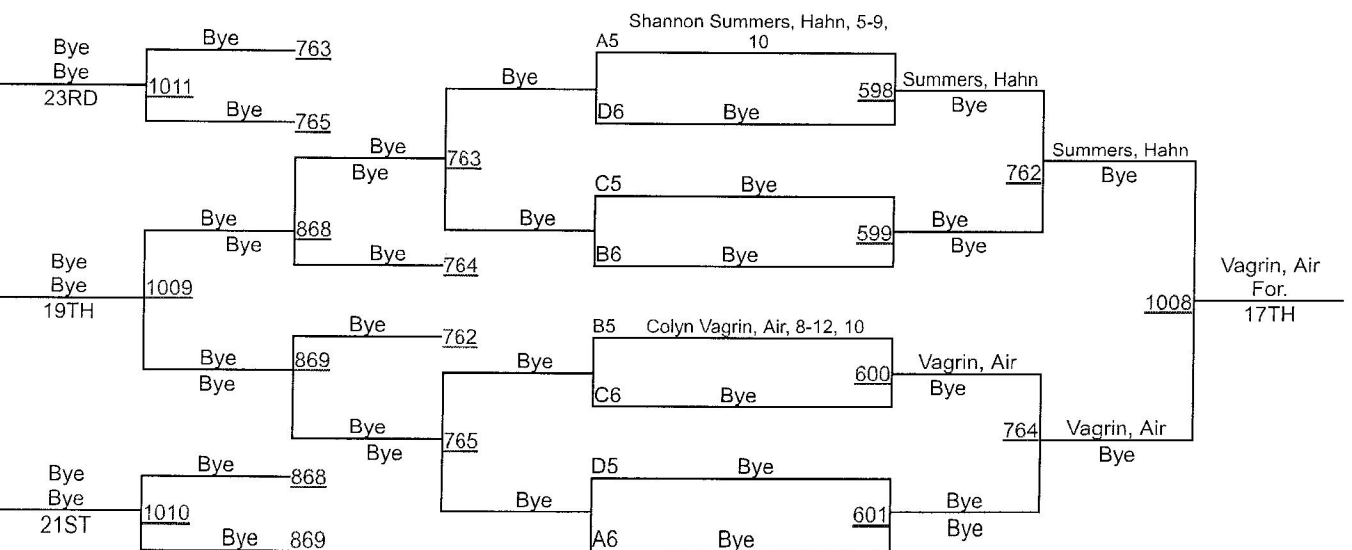 Shannon Summers, Hahn, 5-9,
10
Bye
Bye
763
A5
Bye
23RD
1011
Bye
598
Summers, Hahn
Bye
Bye
765
D6
Bye
Bye
Bye
763
762
Summers, Hahn
Bye
C5
Bye
Bye
Bye
868
Bye
599
Bye
Bye
Bye
764
B6
Bye
Bye
Bye
19TH
1009
Vagrin, Air
For.
17TH
1008
Bye
762
B5
Colyn Vagrin, Air, 8-12, 10
Bye
Bye
869
Bye
600
Vagrin, Air
Bye
C6
Bye
Bye
Bye
765
764
Vagrin, Air
Bye
Bye
Bye
21ST
Bye
868
D5
Bye
1010
Bye
601
Bye
Bye
Bye
869
A6
Bye